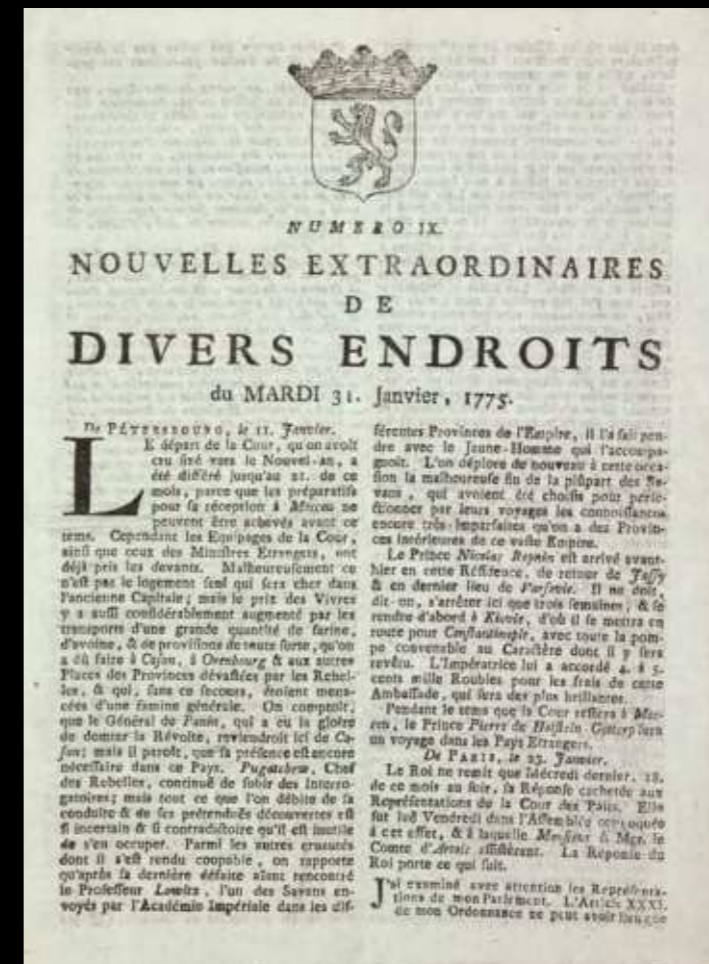 NUMERO IX.
NOUVELLES EXTRAORDINAIRES
DE
DIVERS ENDROITS
du MARDI 31. Janvier, 1775.
De PÉTERSBOURG, le 11. Janvier.
LE départ de la Cour, qu'on avoit
cru fixé vers le Nouvel-an, a
été différé jusqu'au 21. de ce
mois, parce que les préparatifs
pour sa réception à Moscou ne
peuvent être achevés avant ce
tems. Cependant les Equipages de la Cour,
ainsi que ceux des Ministres Etrangers, ont
déjà pris les devants. Malheureusement ce
n'est pas le logement seul qui sera cher dans
l'ancienne Capitale; mais le prix des Vivres
y a aussi considérablement augmenté par les
transports d'une grande quantité de farine,
d'avoine, & de provisions de toute sorte, qu'on
a dû faire à Casan, à Orenbourg & aux autres
Places des Provinces dévastées par les Rebel-
les, & qui, sans ce secours, étoient mena-
cées d'une famine générale. On comptoit,
que le Général de Panin, qui a eu la gloire
de domter la Révolte, reviendroit ici de Ca-
san; mais il paroît, que sa présence est encore
nécessaire dans ce Pays. Pugatchew, Chef
des Rebelles, continué de subir des Interro-
gatoires; mais tout ce que l'on débite de sa
conduite & de ses prétenduës découvertes est
si incertain & si contradictoire qu'il est inutile
de s'en occuper. Parmi les autres cruautés
dont il s'est rendu coupable, on rapporte
qu'après sa dernière défaite aïant rencontré
le Professeur Lowitz, l'un des Savans en-
voyés par l'Académie Impériale dans les dif-
férentes Provinces de l'Empire, il l'a fait pen-
dre avec le Jeune-Homme qui l'accompa-
gnoit. L'on déplore de nouveau à cette occa-
sion la malheureuse fin de la plûpart des Sa-
vans, qui avoient été choisis pour perfe-
ctionner par leurs voyages les connoissances
encore très-imparfaites qu'on a des Provin-
ces intérieures de ce vaste Empire.
Le Prince Nicolas Repnin est arrivé avant-
hier en cette Résidence, de retour de Jassy
& en dernier lieu de Varsovie. Il ne doit,
dit-on, s'arrêter ici que trois semaines, & se
rendre d'abord à Kiovie, d'où il se mettra en
route pour Constantinople, avec toute la pom-
pe convenable au Caractère dont il y sera
revêtu. L'Impératrice lui a accordé 4. à 5.
cents mille Roubles pour les frais de cette
Ambassade, qui sera des plus brillantes.
Pendant le tems que la Cour restera à Mos-
cou, le Prince Pierre de Holstein-Gottorp fera
un voyage dans les Pays Etrangers.
De PARIS, le 23. Janvier.
Le Roi ne remit que Mécredi dernier, 18.
de ce mois au soir, sa Réponse cachetée aux
Représentations de la Cour des Pairs. Elle
fut luë Vendredi dans l'Assemblée convoquée
à cet effet, & à laquelle Monsieur & Mgr. le
Comte d'Artois assistèrent. La Réponse du
Roi porte ce qui suit.
J'ai examiné avec attention les Représenta-
tions de mon Parlement. L'Article XXXI.
de mon Ordonnance ne peut avoir